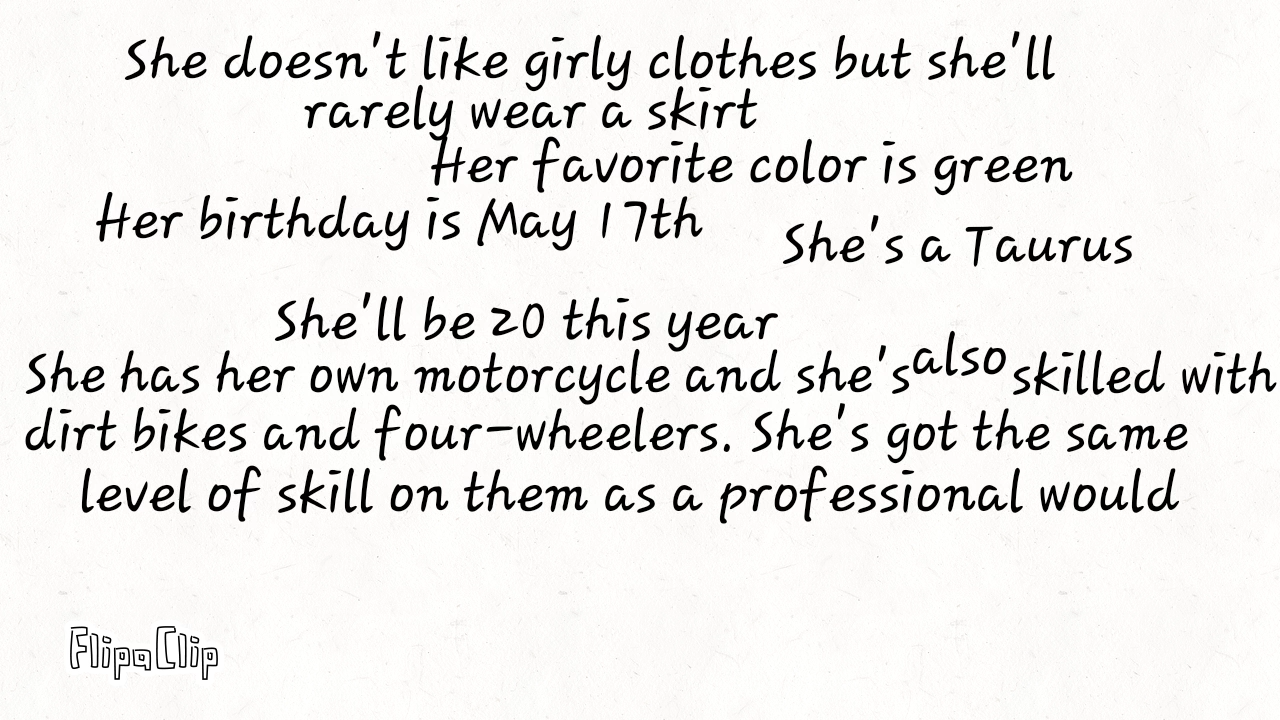 She doesn't like girly clothes but she'll
rarely wear a skirt
Her favorite color is green
Her birthday is May 17th
She's a Taurus
She'll be 20 this year
She has her own motorcycle and she's also skilled with
dirt bikes and four-wheelers. She's got the same
level of skill on them as a professional would
FlipaClip